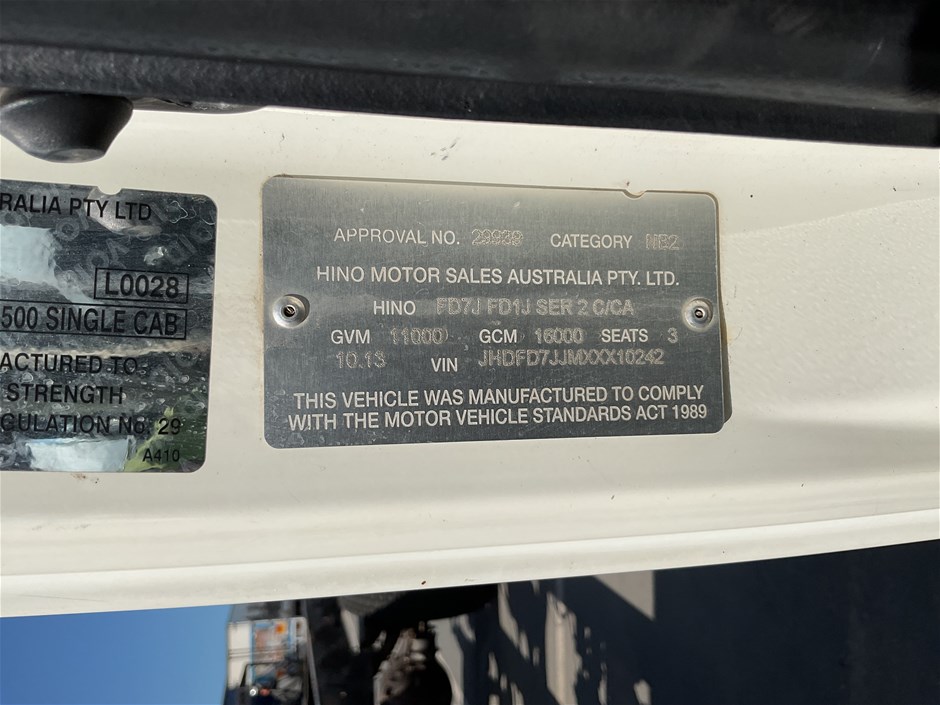 RALIA PTY LTD
L0028
500 SINGLE CAB
ACTURED TO
STRENGTH
GULATION No. 29
A410
APPROVAL NO. 29939 CATEGORY NB2
HINO MOTOR SALES AUSTRALIA PTY. LTD.
HINO FD7J FD1J SER 2 C/CA
GVM 11000 GCM 16000 SEATS 3
10.13 VIN JHDFD7JJMXXX10242
THIS VEHICLE WAS MANUFACTURED TO COMPLY
WITH THE MOTOR VEHICLE STANDARDS ACT 1989